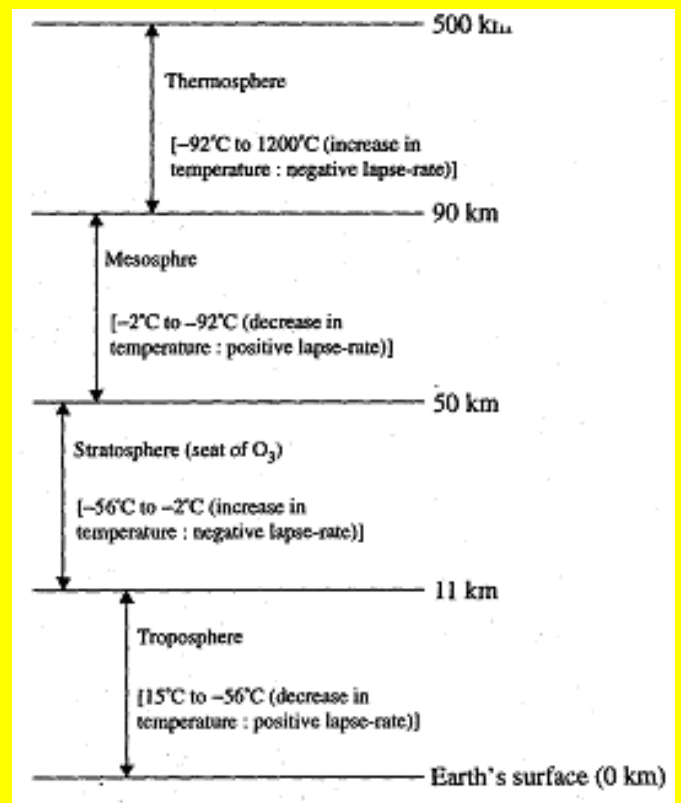 500 km
Thermosphere
[–92°C to 1200°C (increase in
temperature : negative lapse-rate)]
90 km
Mesosphre
[–2°C to –92°C (decrease in
temperature : positive lapse-rate)]
50 km
Stratosphere (seat of O₃)
[–56°C to –2°C (increase in
temperature : negative lapse-rate)]
11 km
Troposphere
[15°C to –56°C (decrease in
temperature : positive lapse-rate)]
Earth's surface (0 km)